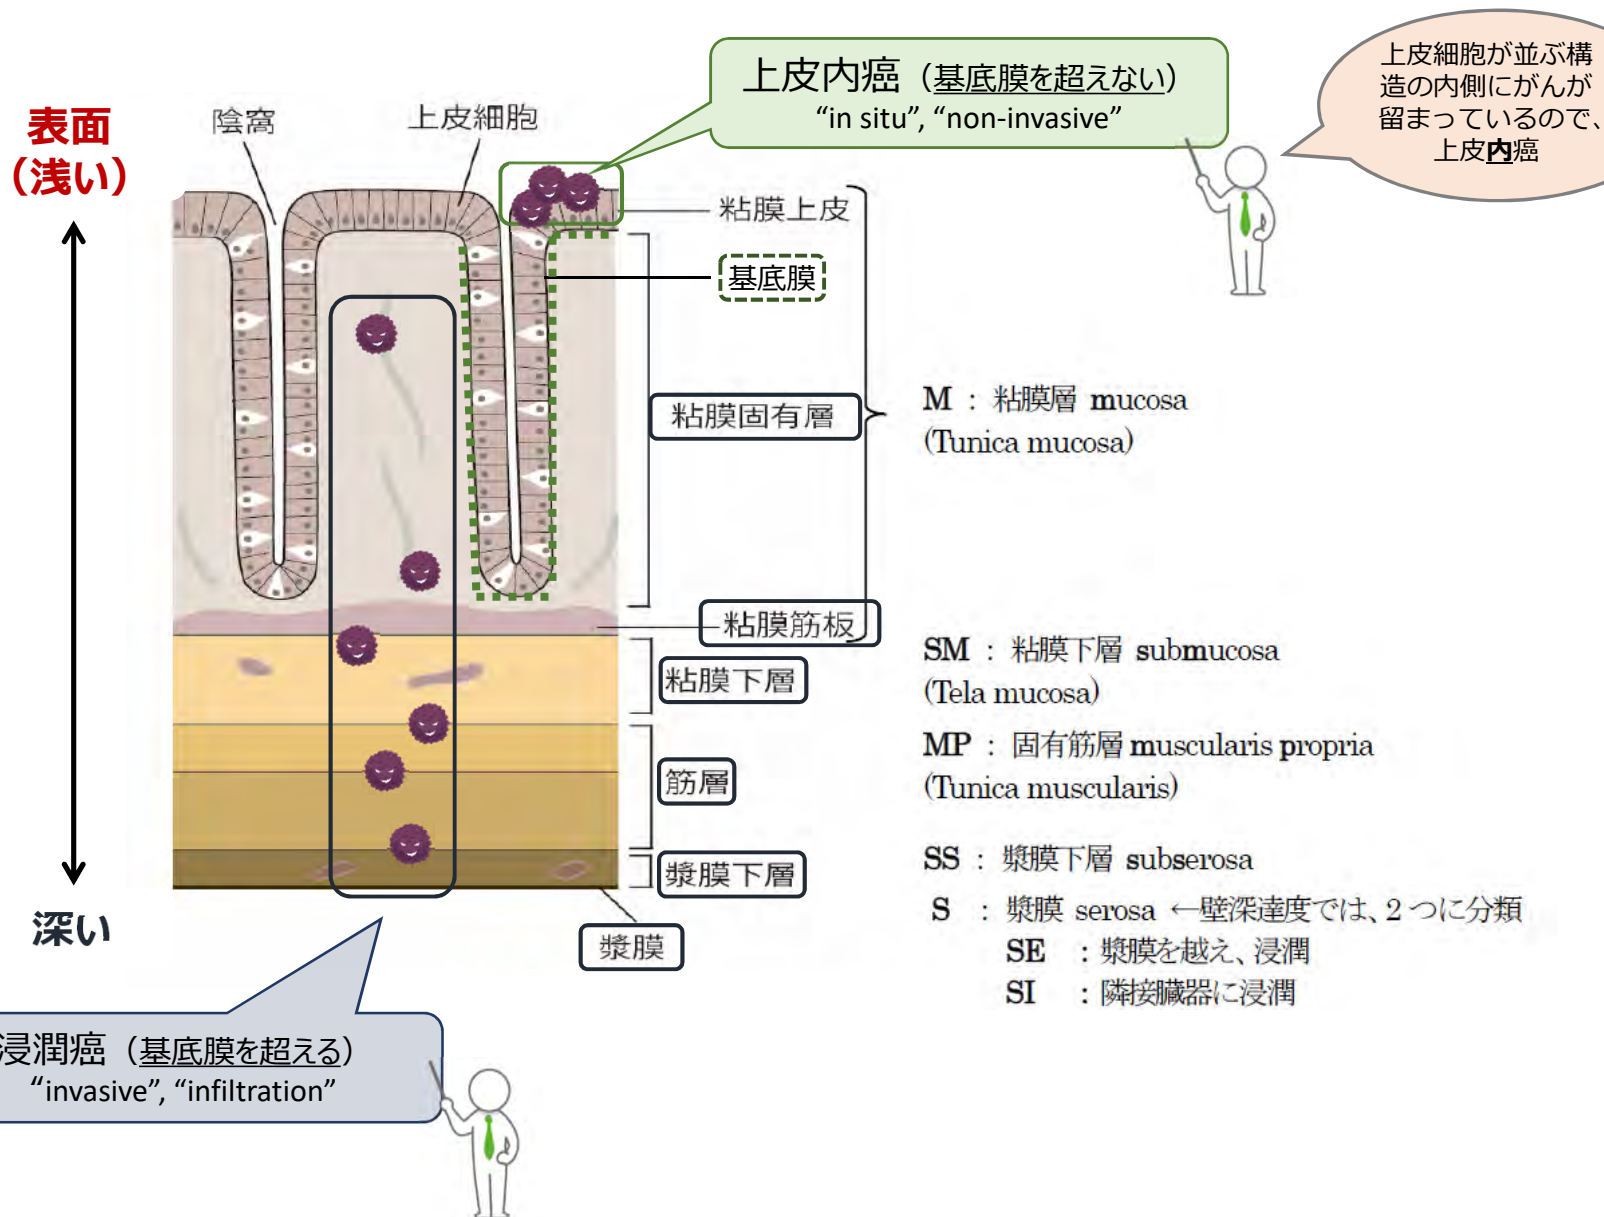 上皮内癌（基底膜を超えない）
“in situ”, “non-invasive”
上皮細胞が並ぶ構
造の内側にがんが
留まっているので、
上皮内癌
表面
（浅い）
陰窩
上皮細胞
粘膜上皮
基底膜
粘膜固有層
M ： 粘膜層 mucosa
(Tunica mucosa)
粘膜筋板
粘膜下層
SM ： 粘膜下層 submucosa
(Tela mucosa)
筋層
MP ： 固有筋層 muscularis propria
(Tunica muscularis)
漿膜下層
SS ： 漿膜下層 subserosa
漿膜
S ： 漿膜 serosa ←壁深達度では、2 つに分類
SE ：漿膜を越え、浸潤
SI ：隣接臓器に浸潤
深い
浸潤癌（基底膜を超える）
“invasive”, “infiltration”